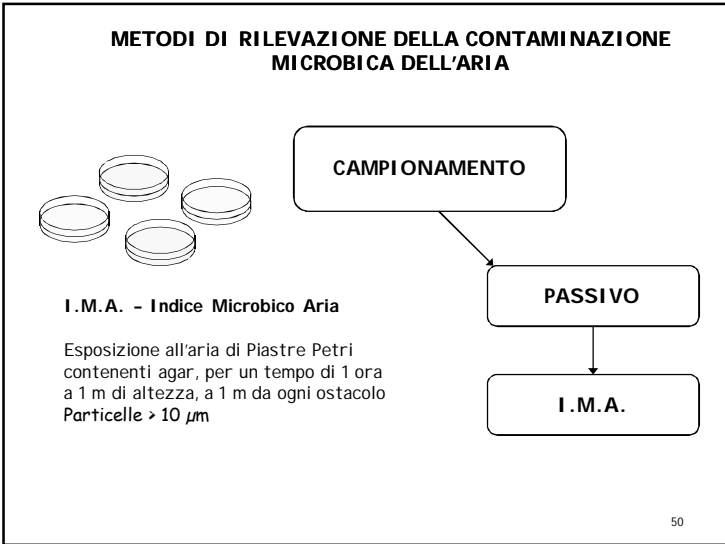 METODI DI RILEVAZIONE DELLA CONTAMINAZIONE
MICROBICA DELL'ARIA
CAMPIONAMENTO
PASSIVO
I.M.A. – Indice Microbico Aria
Esposizione all'aria di Piastre Petri
contenenti agar, per un tempo di 1 ora
a 1 m di altezza, a 1 m da ogni ostacolo
Particelle > 10 µm
I.M.A.
50